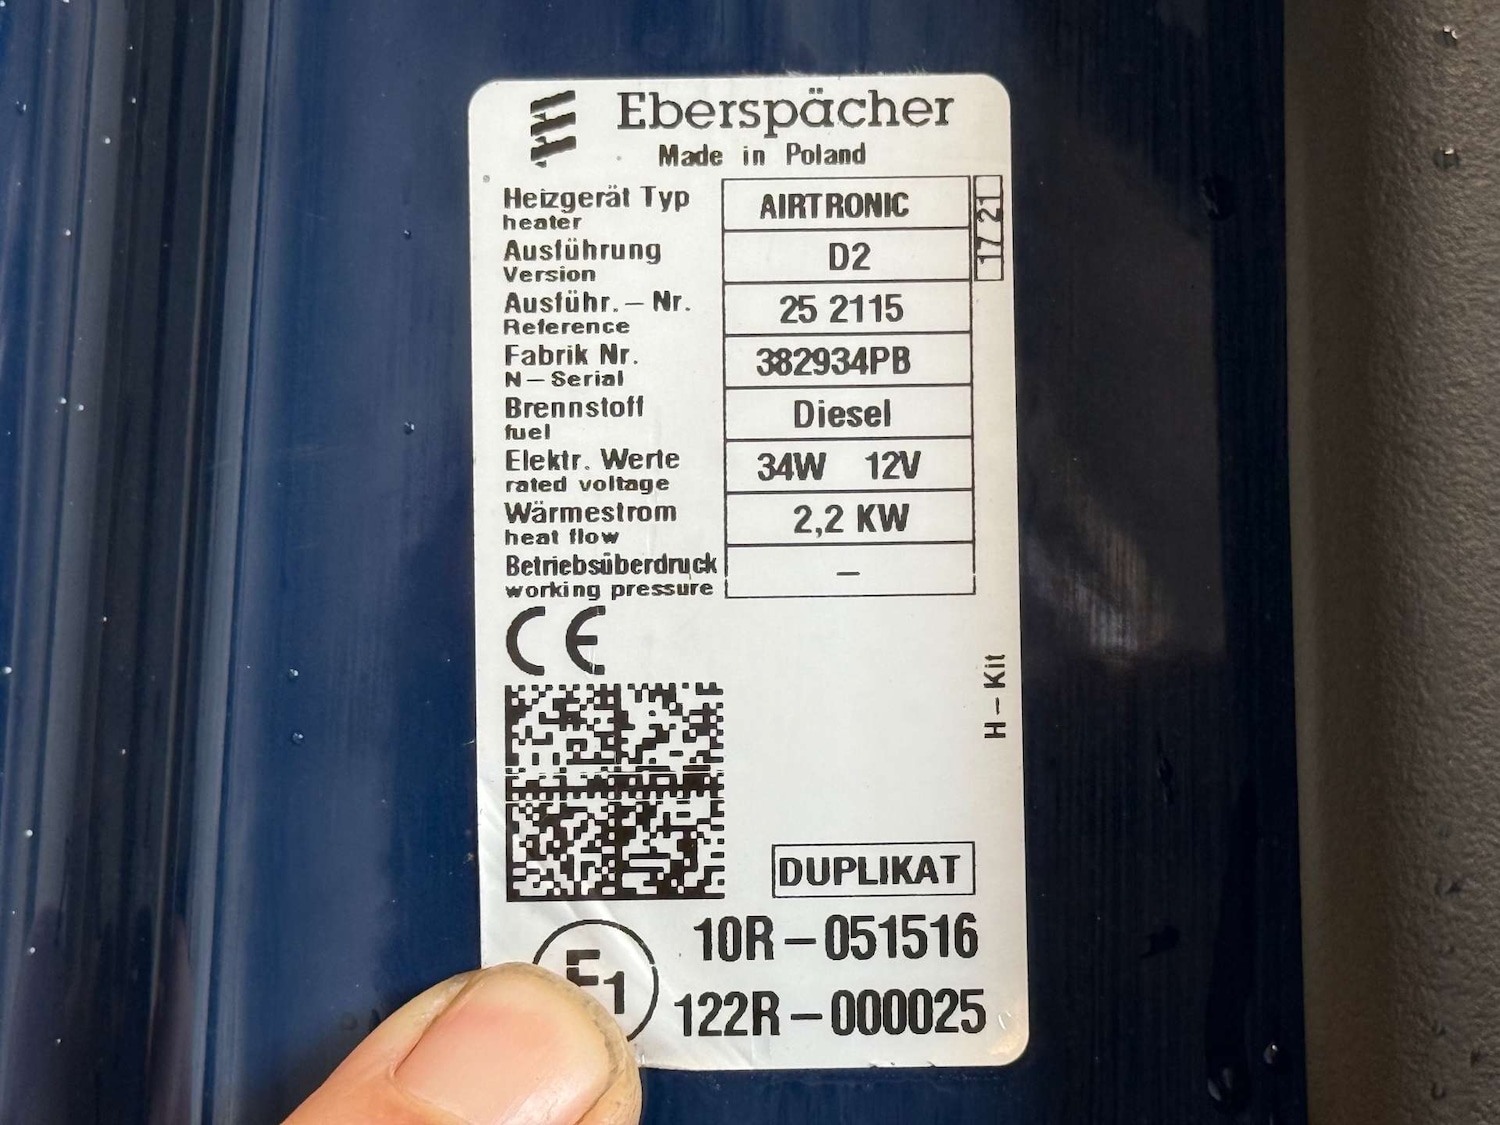 Eberspächer
Made in Poland
Heizgerät Typ
heater
AIRTRONIC
17 21
Ausführung
Version
D2
Ausführ. – Nr.
Reference
25 2115
Fabrik Nr.
N – Serial
382934PB
Brennstoff
fuel
Diesel
Elektr. Werte
rated voltage
34W 12V
Wärmestrom
heat flow
2,2 KW
Betriebsüberdruck
working pressure
–
CE
H – Kit
DUPLIKAT
E1
10R – 051516
122R – 000025